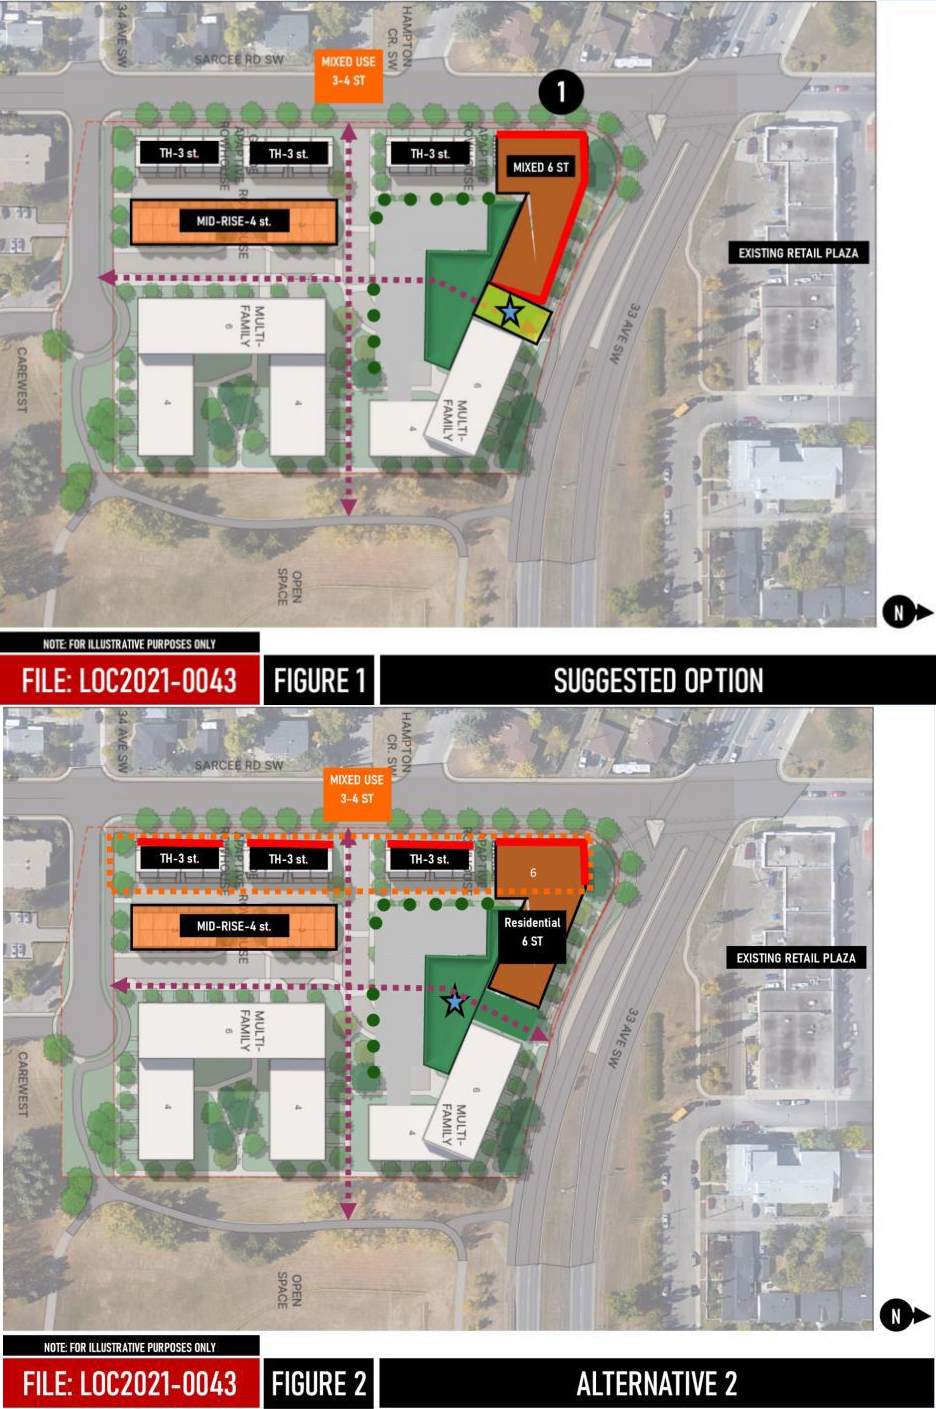 34 AVE SW
SARCEE RD SW
HAMPTON
CR. SW
MIXED USE
3-4 ST
1
TH-3 st.
TH-3 st.
TH-3 st.
MIXED 6 ST
ROWHOUSE
ADAPTIVE
MID-RISE-4 st.
EXISTING RETAIL PLAZA
33 AVE SW
MULTI-
FAMILY
6
4
4
6
MULTI-
FAMILY
4
CAREWEST
OPEN
SPACE
N
NOTE: FOR ILLUSTRATIVE PURPOSES ONLY
FILE: LOC2021-0043
FIGURE 1
SUGGESTED OPTION
34 AVE SW
SARCEE RD SW
HAMPTON
CR. SW
MIXED USE
3-4 ST
TH-3 st.
TH-3 st.
TH-3 st.
6
Residential
6 ST
MID-RISE-4 st.
EXISTING RETAIL PLAZA
33 AVE SW
MULTI-
FAMILY
6
4
4
6
MULTI-
FAMILY
4
CAREWEST
OPEN
SPACE
N
NOTE: FOR ILLUSTRATIVE PURPOSES ONLY
FILE: LOC2021-0043
FIGURE 2
ALTERNATIVE 2